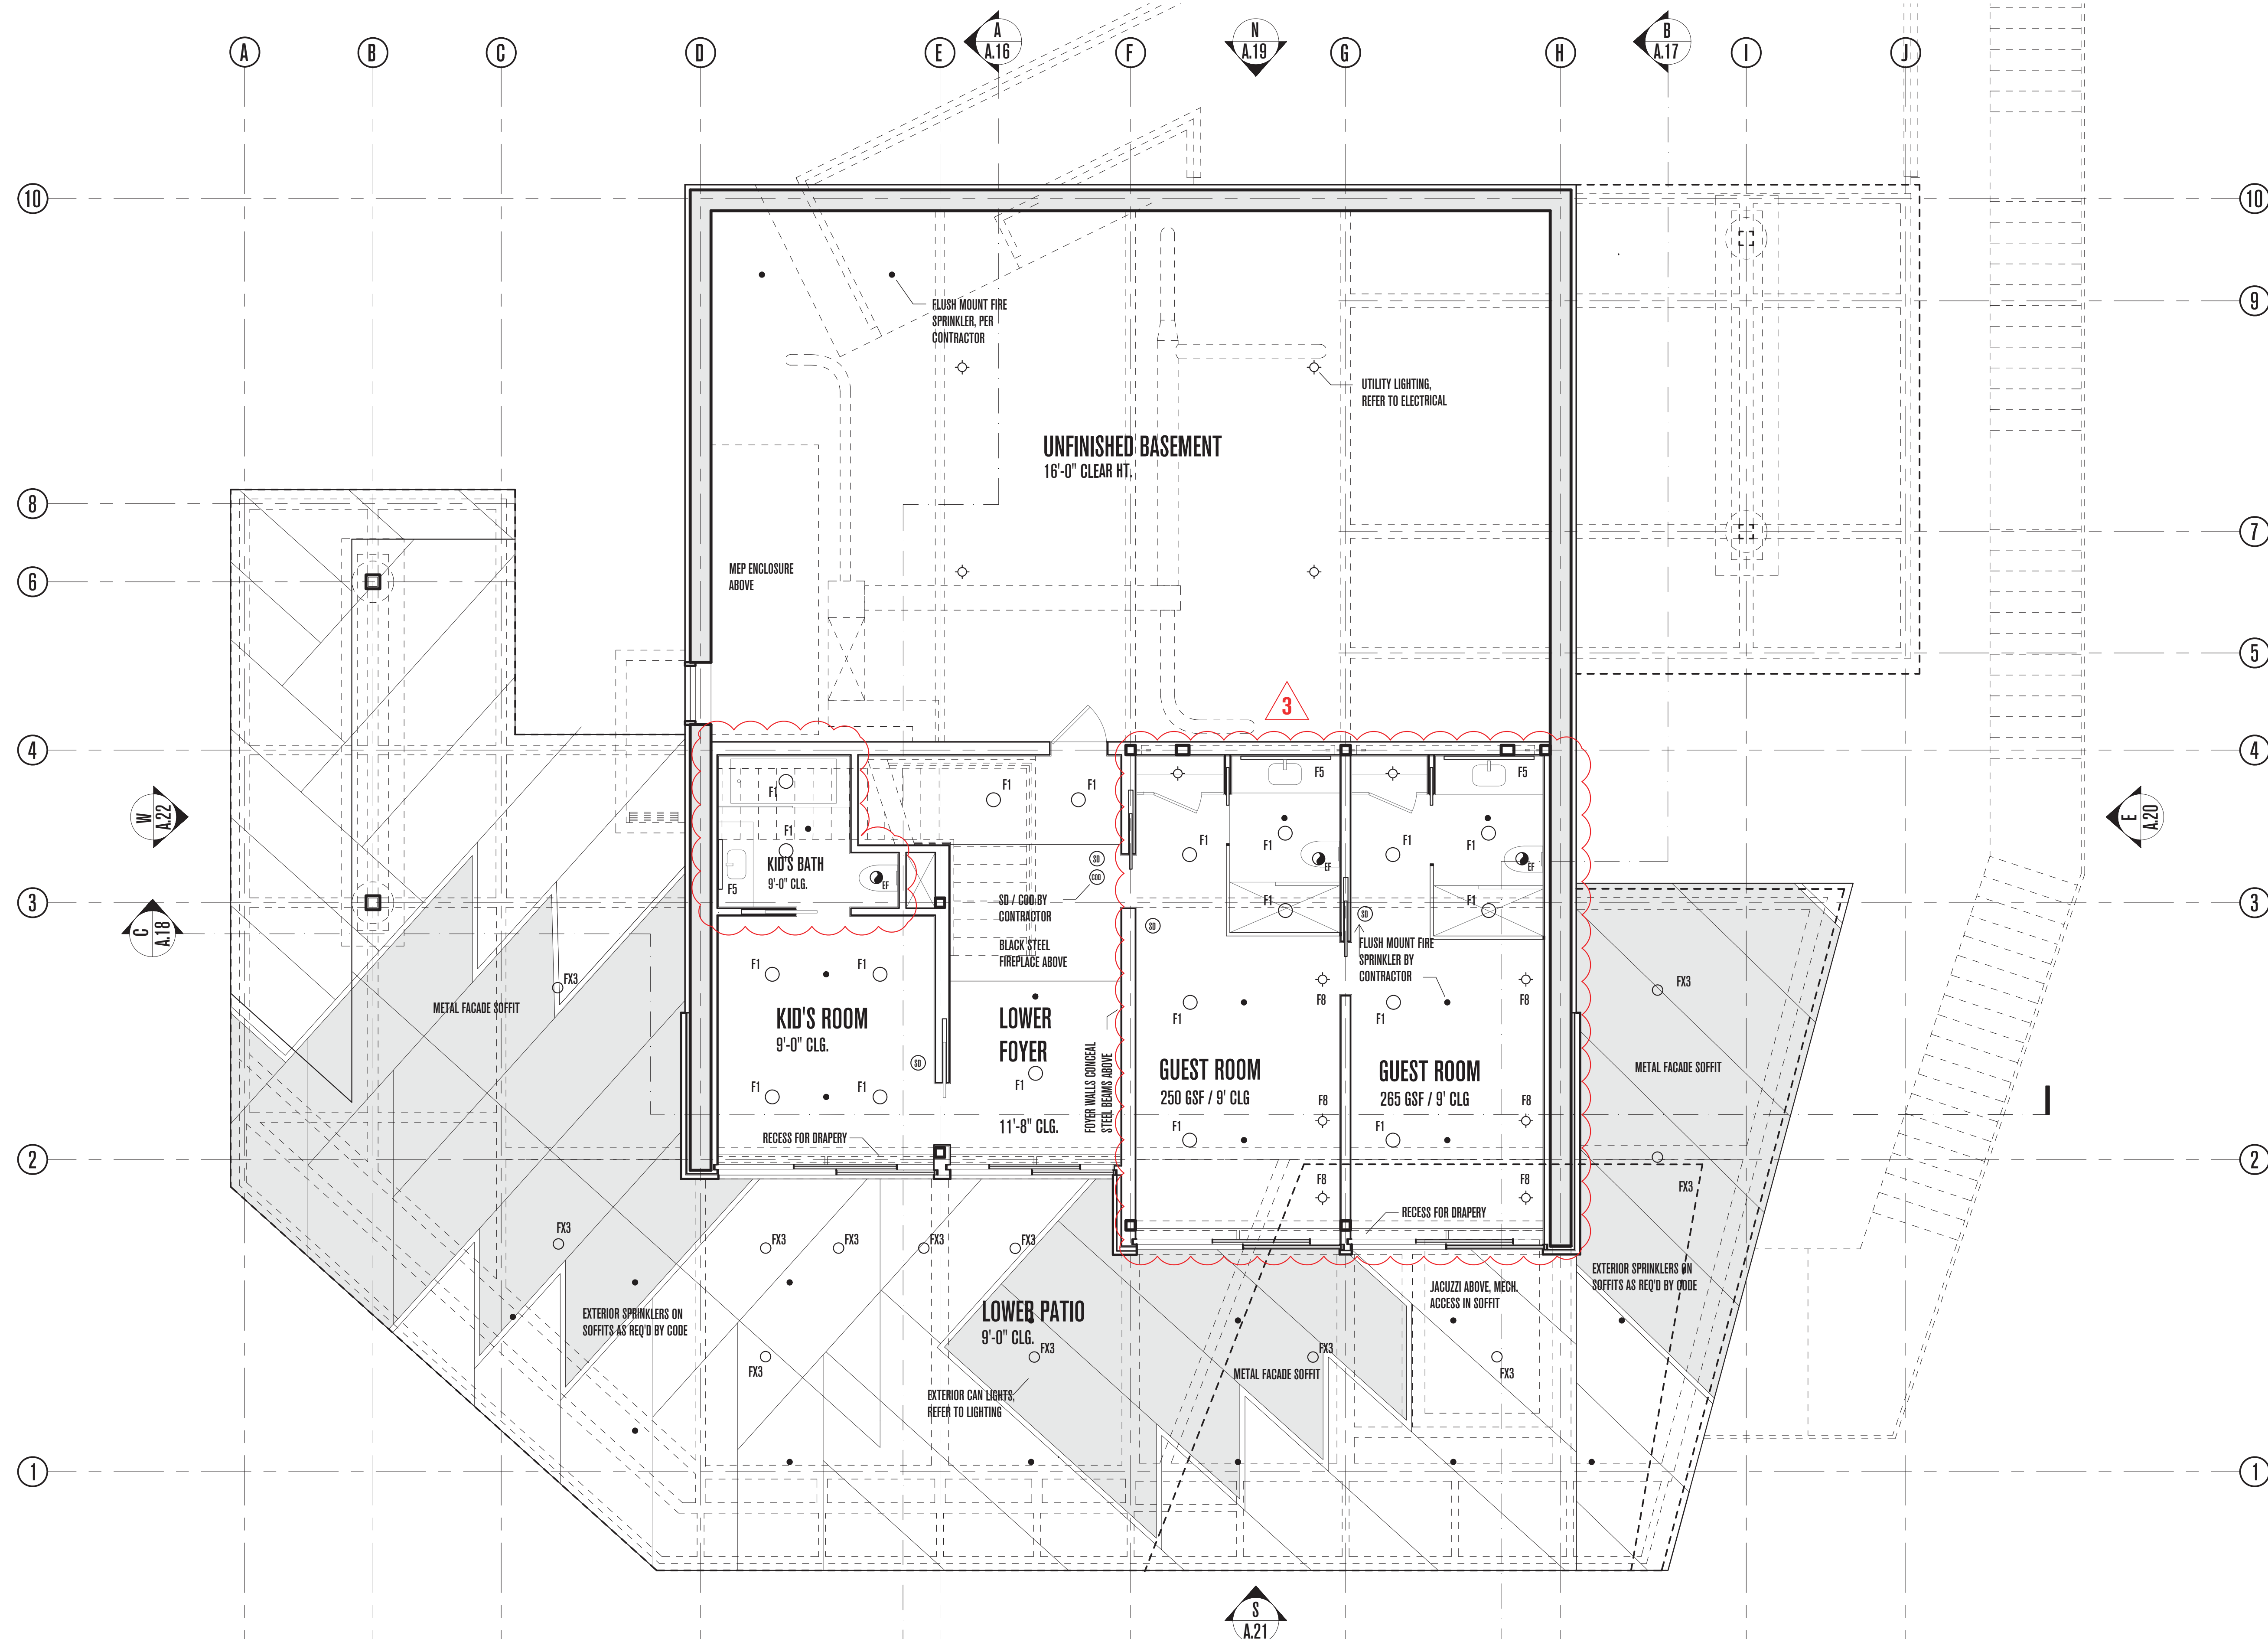 A
B
C
D
E
A
A.16
F
N
A.19
G
H
B
A.17
I
J
10
10
9
FLUSH MOUNT FIRE
SPRINKLER, PER
CONTRACTOR
UTILITY LIGHTING,
REFER TO ELECTRICAL
UNFINISHED BASEMENT
16'-0" CLEAR HT.
8
7
MEP ENCLOSURE
ABOVE
6
5
3
4
4
F1
F1
F1
F5
F5
W
A.22
E
A.20
F1
KID'S BATH
9'-0" CLG.
F5
EF
F1
F1
EF
F1
F1
EF
SD
COD
3
3
F1
F1
SD / COD BY
CONTRACTOR
SD
SD
C
A.18
BLACK STEEL
FIREPLACE ABOVE
FLUSH MOUNT FIRE
SPRINKLER BY
CONTRACTOR
FX3
METAL FACADE SOFFIT
F1
F1
FX3
F8
F8
KID'S ROOM
9'-0" CLG.
LOWER
FOYER
F1
F1
SD
F1
11'-8" CLG.
FOYER WALLS CONCEAL
STEEL BEAMS ABOVE
GUEST ROOM
250 GSF / 9' CLG
GUEST ROOM
265 GSF / 9' CLG
METAL FACADE SOFFIT
F1
F1
F8
F8
F1
F1
RECESS FOR DRAPERY
2
2
F8
F8
FX3
RECESS FOR DRAPERY
FX3
FX3
FX3
FX3
FX3
EXTERIOR SPRINKLERS ON
SOFFITS AS REQ'D BY CODE
JACUZZI ABOVE, MECH.
ACCESS IN SOFFIT
EXTERIOR SPRINKLERS ON
SOFFITS AS REQ'D BY CODE
LOWER PATIO
9'-0" CLG.
FX3
FX3
FX3
FX3
METAL FACADE SOFFIT
EXTERIOR CAN LIGHTS,
REFER TO LIGHTING
1
1
S
A.21